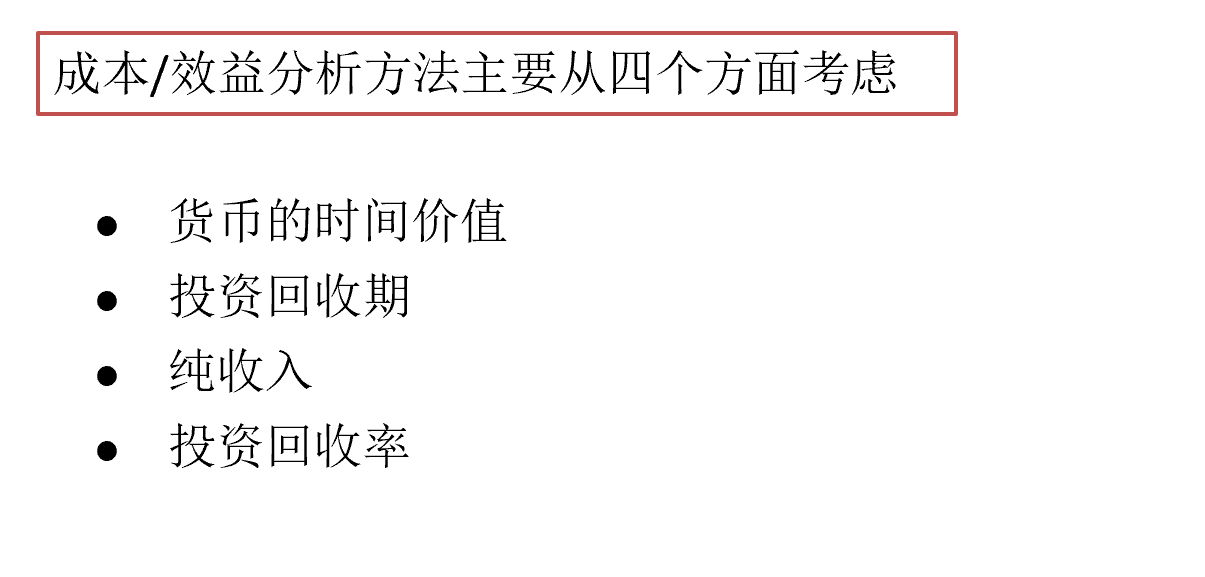 成本/效益分析方法主要从四个方面考虑
● 货币的时间价值
● 投资回收期
● 纯收入
● 投资回收率